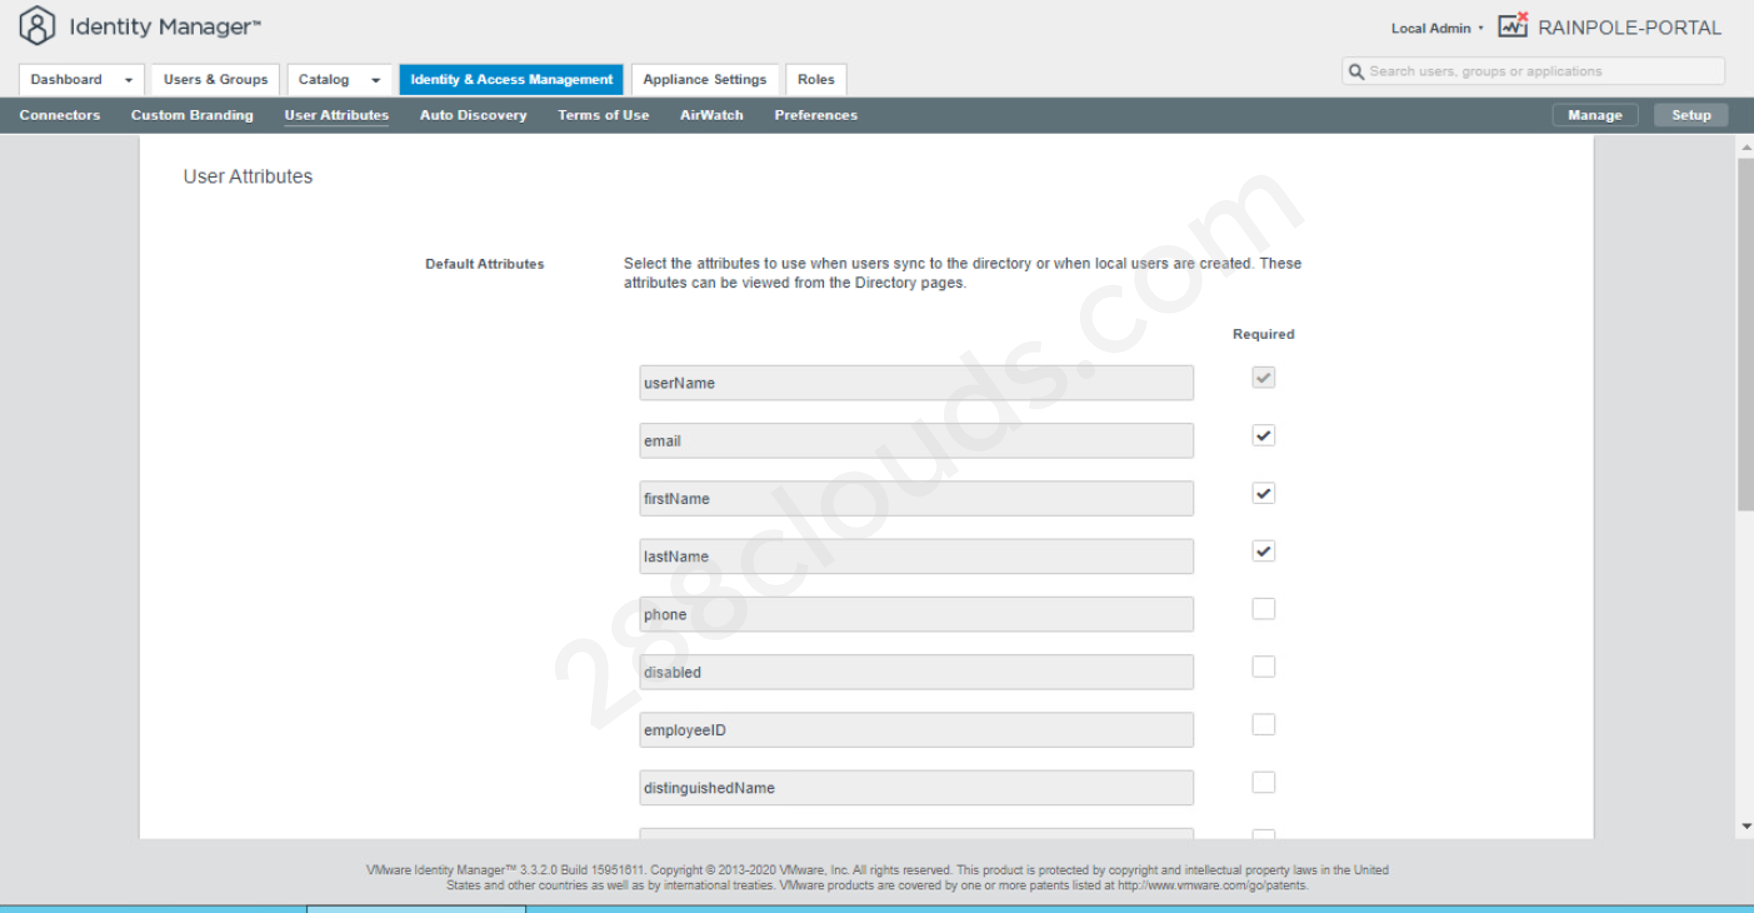 Identity Manager™
Local Admin
RAINPOLE-PORTAL
Dashboard
Users & Groups
Catalog
Identity & Access Management
Appliance Settings
Roles
Search users, groups or applications
Connectors
Custom Branding
User Attributes
Auto Discovery
Terms of Use
AirWatch
Preferences
Manage
Setup
User Attributes
Default Attributes
Select the attributes to use when users sync to the directory or when local users are created. These
attributes can be viewed from the Directory pages.
Required
userName
email
firstName
lastName
phone
disabled
employeeID
distinguishedName
288clouds.com
VMware Identity Manager™ 3.3.2.0 Build 15951611. Copyright © 2013-2020 VMware, Inc. All rights reserved. This product is protected by copyright and intellectual property laws in the United
States and other countries as well as by international treaties. VMware products are covered by one or more patents listed at http://www.vmware.com/go/patents.